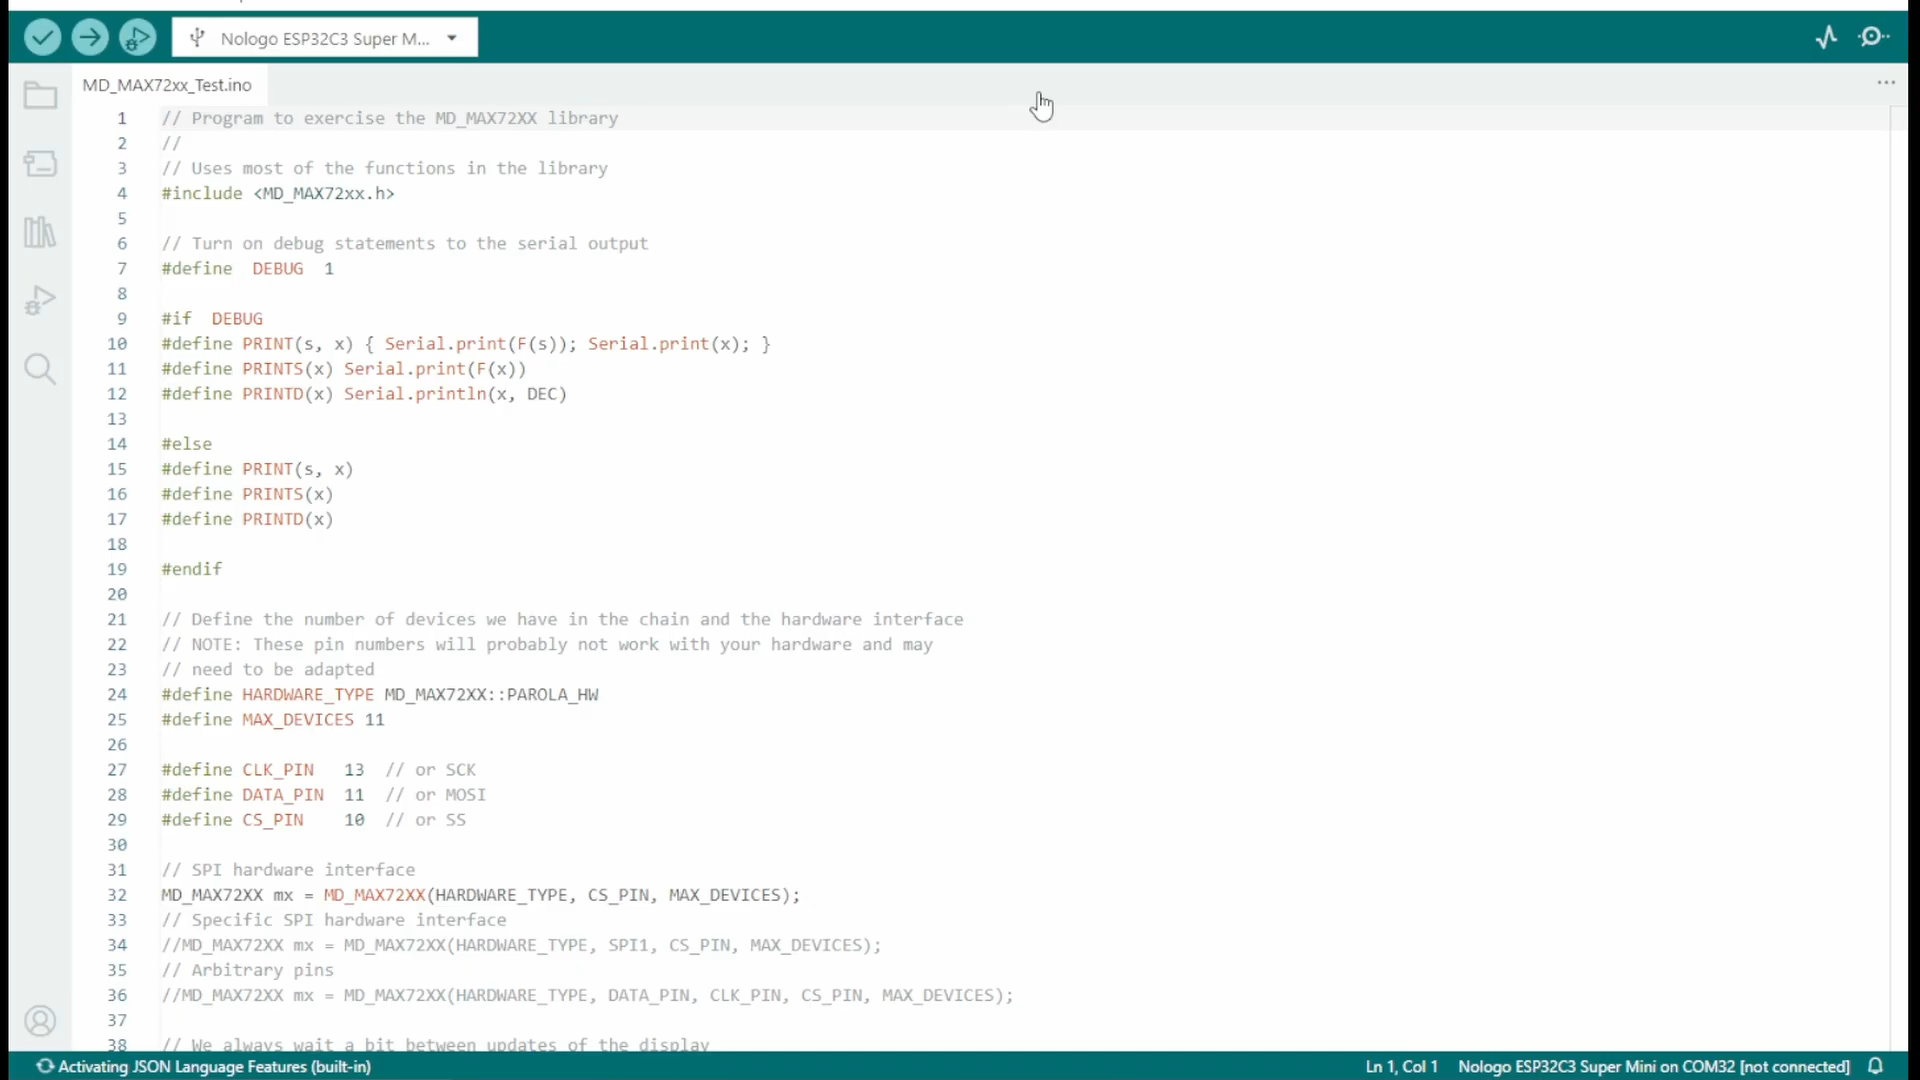 Nologo ESP32C3 Super M...
MD_MAX72xx_Test.ino
1 // Program to exercise the MD_MAX72XX library
2 //
3 // Uses most of the functions in the library
4 #include <MD_MAX72xx.h>
5
6 // Turn on debug statements to the serial output
7 #define  DEBUG  1
8
9 #if  DEBUG
10 #define PRINT(s, x) { Serial.print(F(s)); Serial.print(x); }
11 #define PRINTS(x) Serial.print(F(x))
12 #define PRINTD(x) Serial.println(x, DEC)
13
14 #else
15 #define PRINT(s, x)
16 #define PRINTS(x)
17 #define PRINTD(x)
18
19 #endif
20
21 // Define the number of devices we have in the chain and the hardware interface
22 // NOTE: These pin numbers will probably not work with your hardware and may
23 // need to be adapted
24 #define HARDWARE_TYPE MD_MAX72XX::PAROLA_HW
25 #define MAX_DEVICES 11
26
27 #define CLK_PIN   13  // or SCK
28 #define DATA_PIN  11  // or MOSI
29 #define CS_PIN    10  // or SS
30
31 // SPI hardware interface
32 MD_MAX72XX mx = MD_MAX72XX(HARDWARE_TYPE, CS_PIN, MAX_DEVICES);
33 // Specific SPI hardware interface
34 //MD_MAX72XX mx = MD_MAX72XX(HARDWARE_TYPE, SPI1, CS_PIN, MAX_DEVICES);
35 // Arbitrary pins
36 //MD_MAX72XX mx = MD_MAX72XX(HARDWARE_TYPE, DATA_PIN, CLK_PIN, CS_PIN, MAX_DEVICES);
37
38 // We always wait a bit between updates of the display
Activating JSON Language Features (built-in)
Ln 1, Col 1 Nologo ESP32C3 Super Mini on COM32 [not connected]